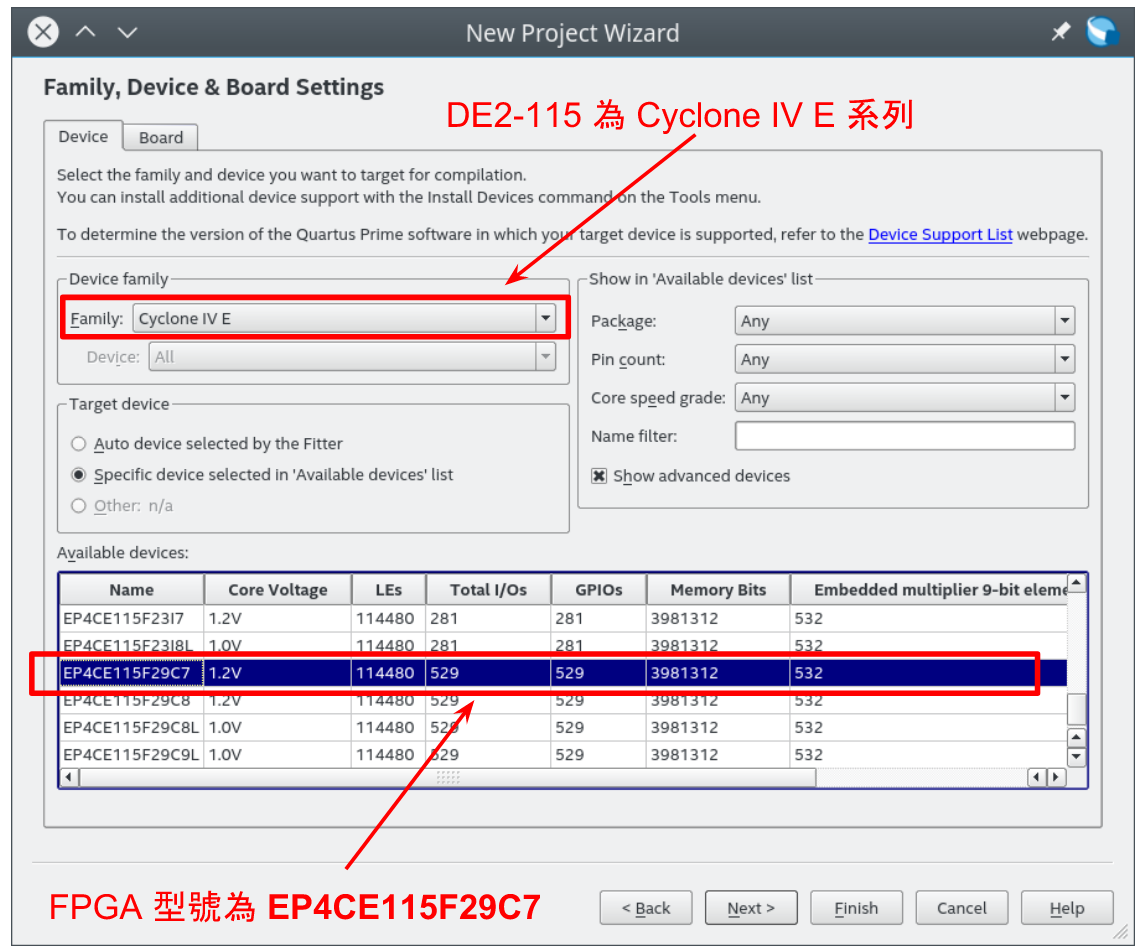 New Project Wizard
Family, Device & Board Settings
DE2-115 為 Cyclone IV E 系列
Device
Board
Select the family and device you want to target for compilation.
You can install additional device support with the Install Devices command on the Tools menu.
To determine the version of the Quartus Prime software in which your target device is supported, refer to the Device Support List webpage.
Device family
Family: Cyclone IV E
Device: All
Target device
Auto device selected by the Fitter
Specific device selected in 'Available devices' list
Other: n/a
Show in 'Available devices' list
Package: Any
Pin count: Any
Core speed grade: Any
Name filter:
Show advanced devices
Available devices:
Name Core Voltage LEs Total I/Os GPIOs Memory Bits Embedded multiplier 9-bit eleme
EP4CE115F23I7 1.2V 114480 281 281 3981312 532
EP4CE115F23I8L 1.0V 114480 281 281 3981312 532
EP4CE115F29C7 1.2V 114480 529 529 3981312 532
EP4CE115F29C8 1.2V 114480 529 529 3981312 532
EP4CE115F29C8L 1.0V 114480 529 529 3981312 532
EP4CE115F29C9L 1.0V 114480 529 529 3981312 532
FPGA 型號為 EP4CE115F29C7
< Back
Next >
Finish
Cancel
Help